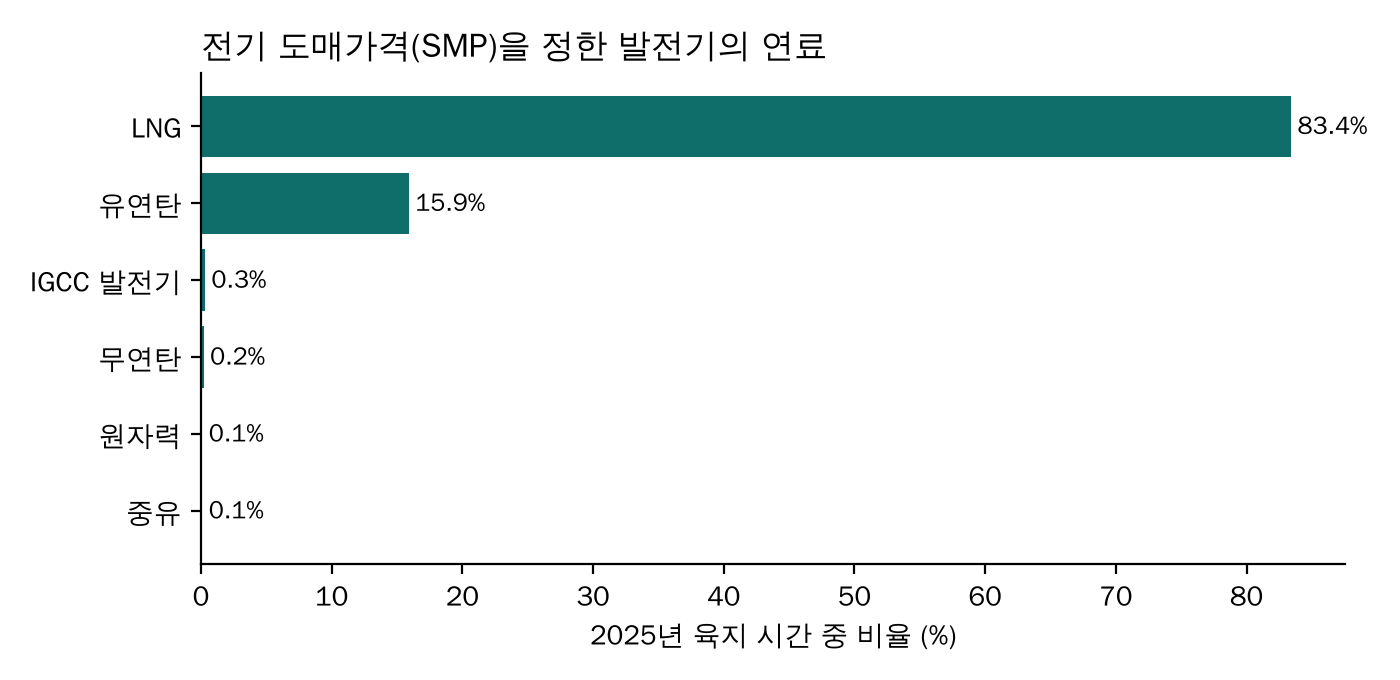 전기 도매가격(SMP)을 정한 발전기의 연료
LNG 83.4%
유연탄 15.9%
IGCC 발전기 0.3%
무연탄 0.2%
원자력 0.1%
중유 0.1%
0 10 20 30 40 50 60 70 80
2025년 육지 시간 중 비율 (%)